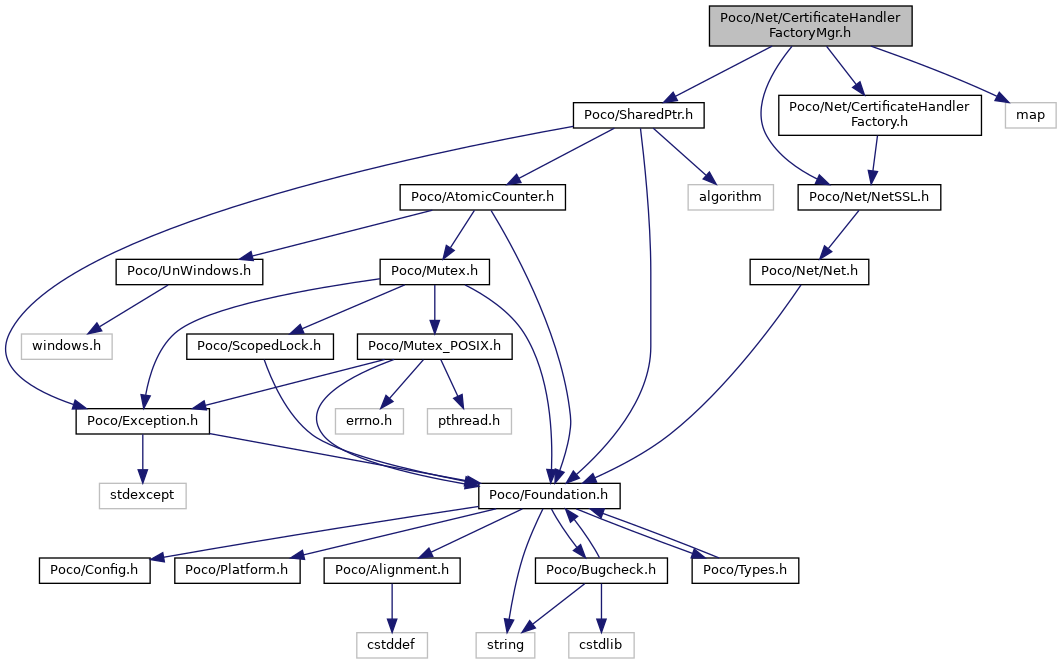 Poco/Net/CertificateHandler
FactoryMgr.h
Poco/SharedPtr.h
Poco/Net/CertificateHandler
Factory.h
map
Poco/AtomicCounter.h
algorithm
Poco/Net/NetSSL.h
Poco/UnWindows.h
Poco/Mutex.h
Poco/Net/Net.h
windows.h
Poco/ScopedLock.h
Poco/Mutex_POSIX.h
Poco/Exception.h
errno.h
pthread.h
stdexcept
Poco/Foundation.h
Poco/Config.h
Poco/Platform.h
Poco/Alignment.h
Poco/Bugcheck.h
Poco/Types.h
cstddef
string
cstdlib